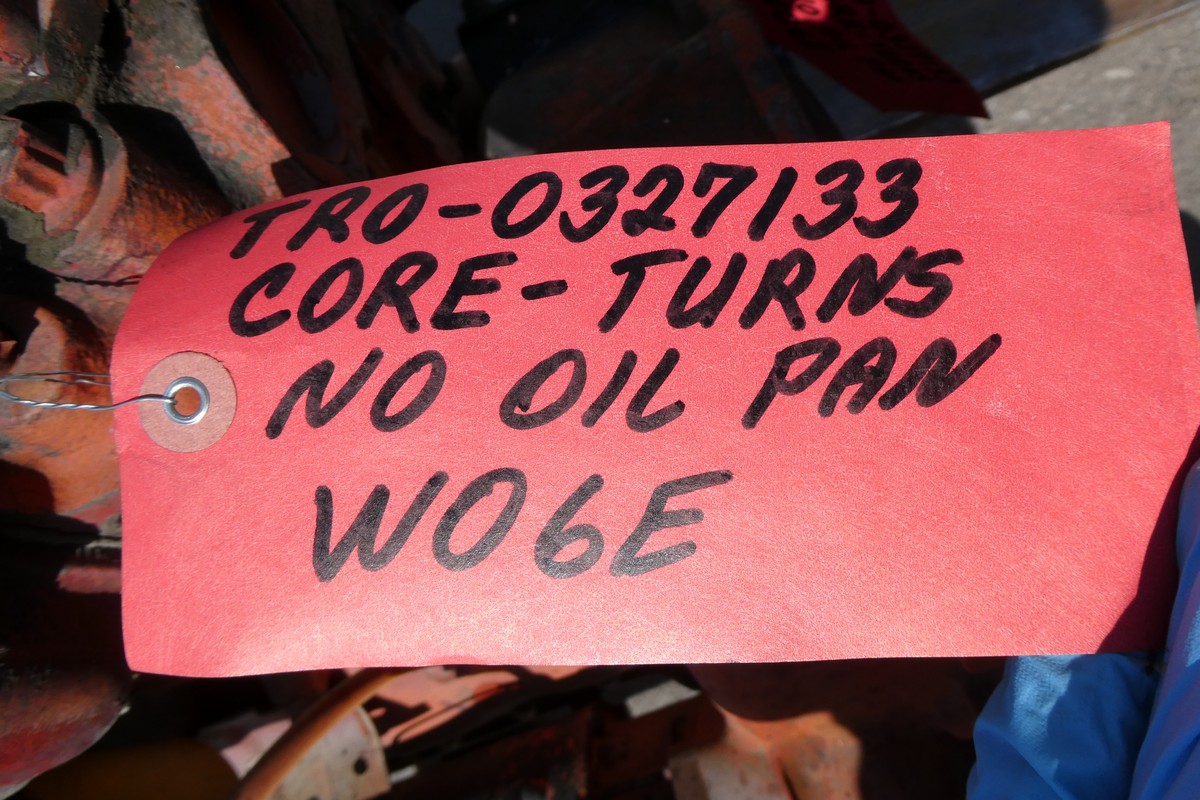 TRO-0327133
CORE-TURNS
NO OIL PAN
WO6E